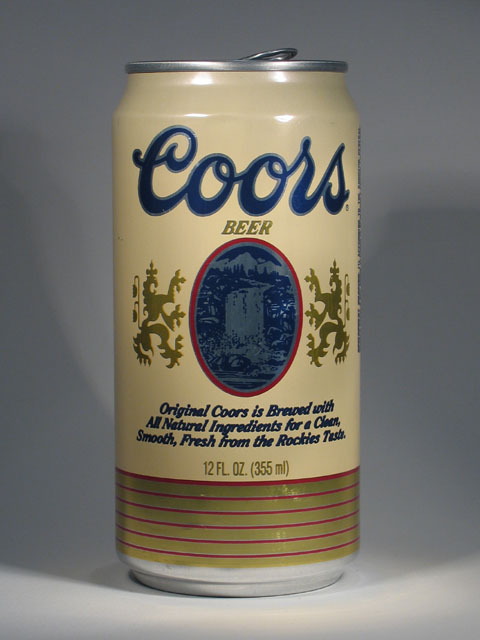 Coors
BEER
Original Coors is Brewed with
All Natural Ingredients for a Clean,
Smooth, Fresh from the Rockies Taste.
12 FL. OZ. (355 ml)